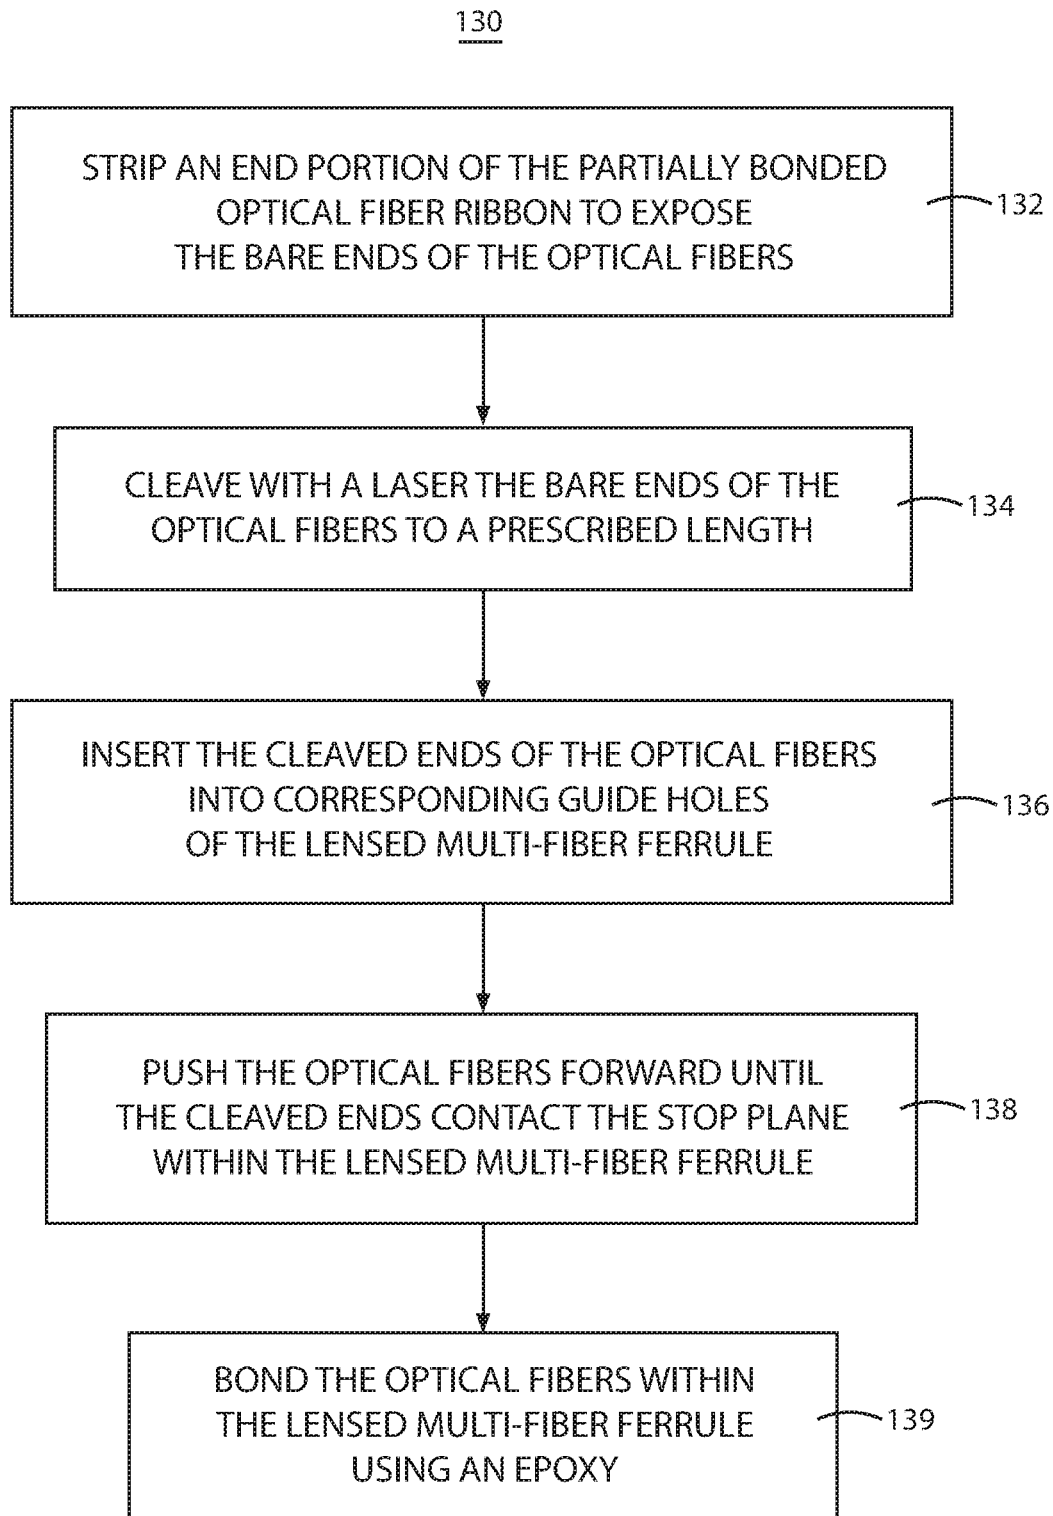 130
STRIP AN END PORTION OF THE PARTIALLY BONDED
OPTICAL FIBER RIBBON TO EXPOSE
THE BARE ENDS OF THE OPTICAL FIBERS
132
CLEAVE WITH A LASER THE BARE ENDS OF THE
OPTICAL FIBERS TO A PRESCRIBED LENGTH
134
INSERT THE CLEAVED ENDS OF THE OPTICAL FIBERS
INTO CORRESPONDING GUIDE HOLES
OF THE LENSED MULTI-FIBER FERRULE
136
PUSH THE OPTICAL FIBERS FORWARD UNTIL
THE CLEAVED ENDS CONTACT THE STOP PLANE
WITHIN THE LENSED MULTI-FIBER FERRULE
138
BOND THE OPTICAL FIBERS WITHIN
THE LENSED MULTI-FIBER FERRULE
USING AN EPOXY
139